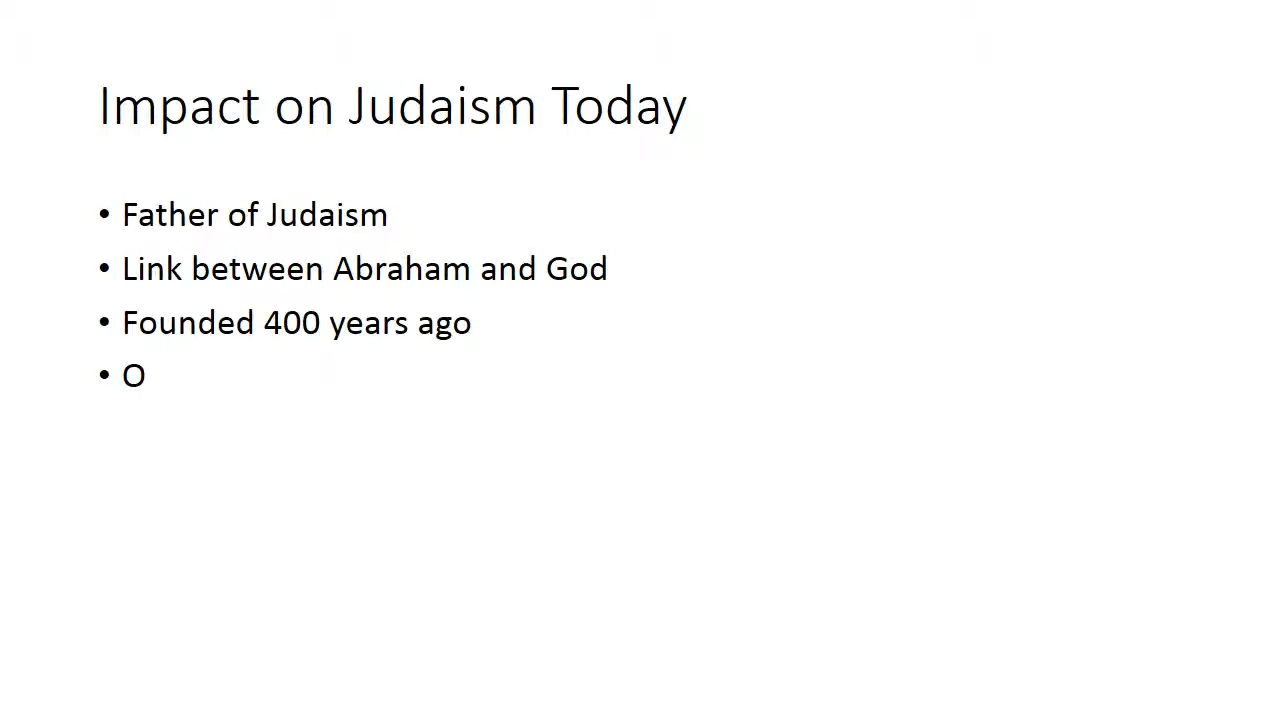 Impact on Judaism Today
• Father of Judaism
• Link between Abraham and God
• Founded 400 years ago
• O